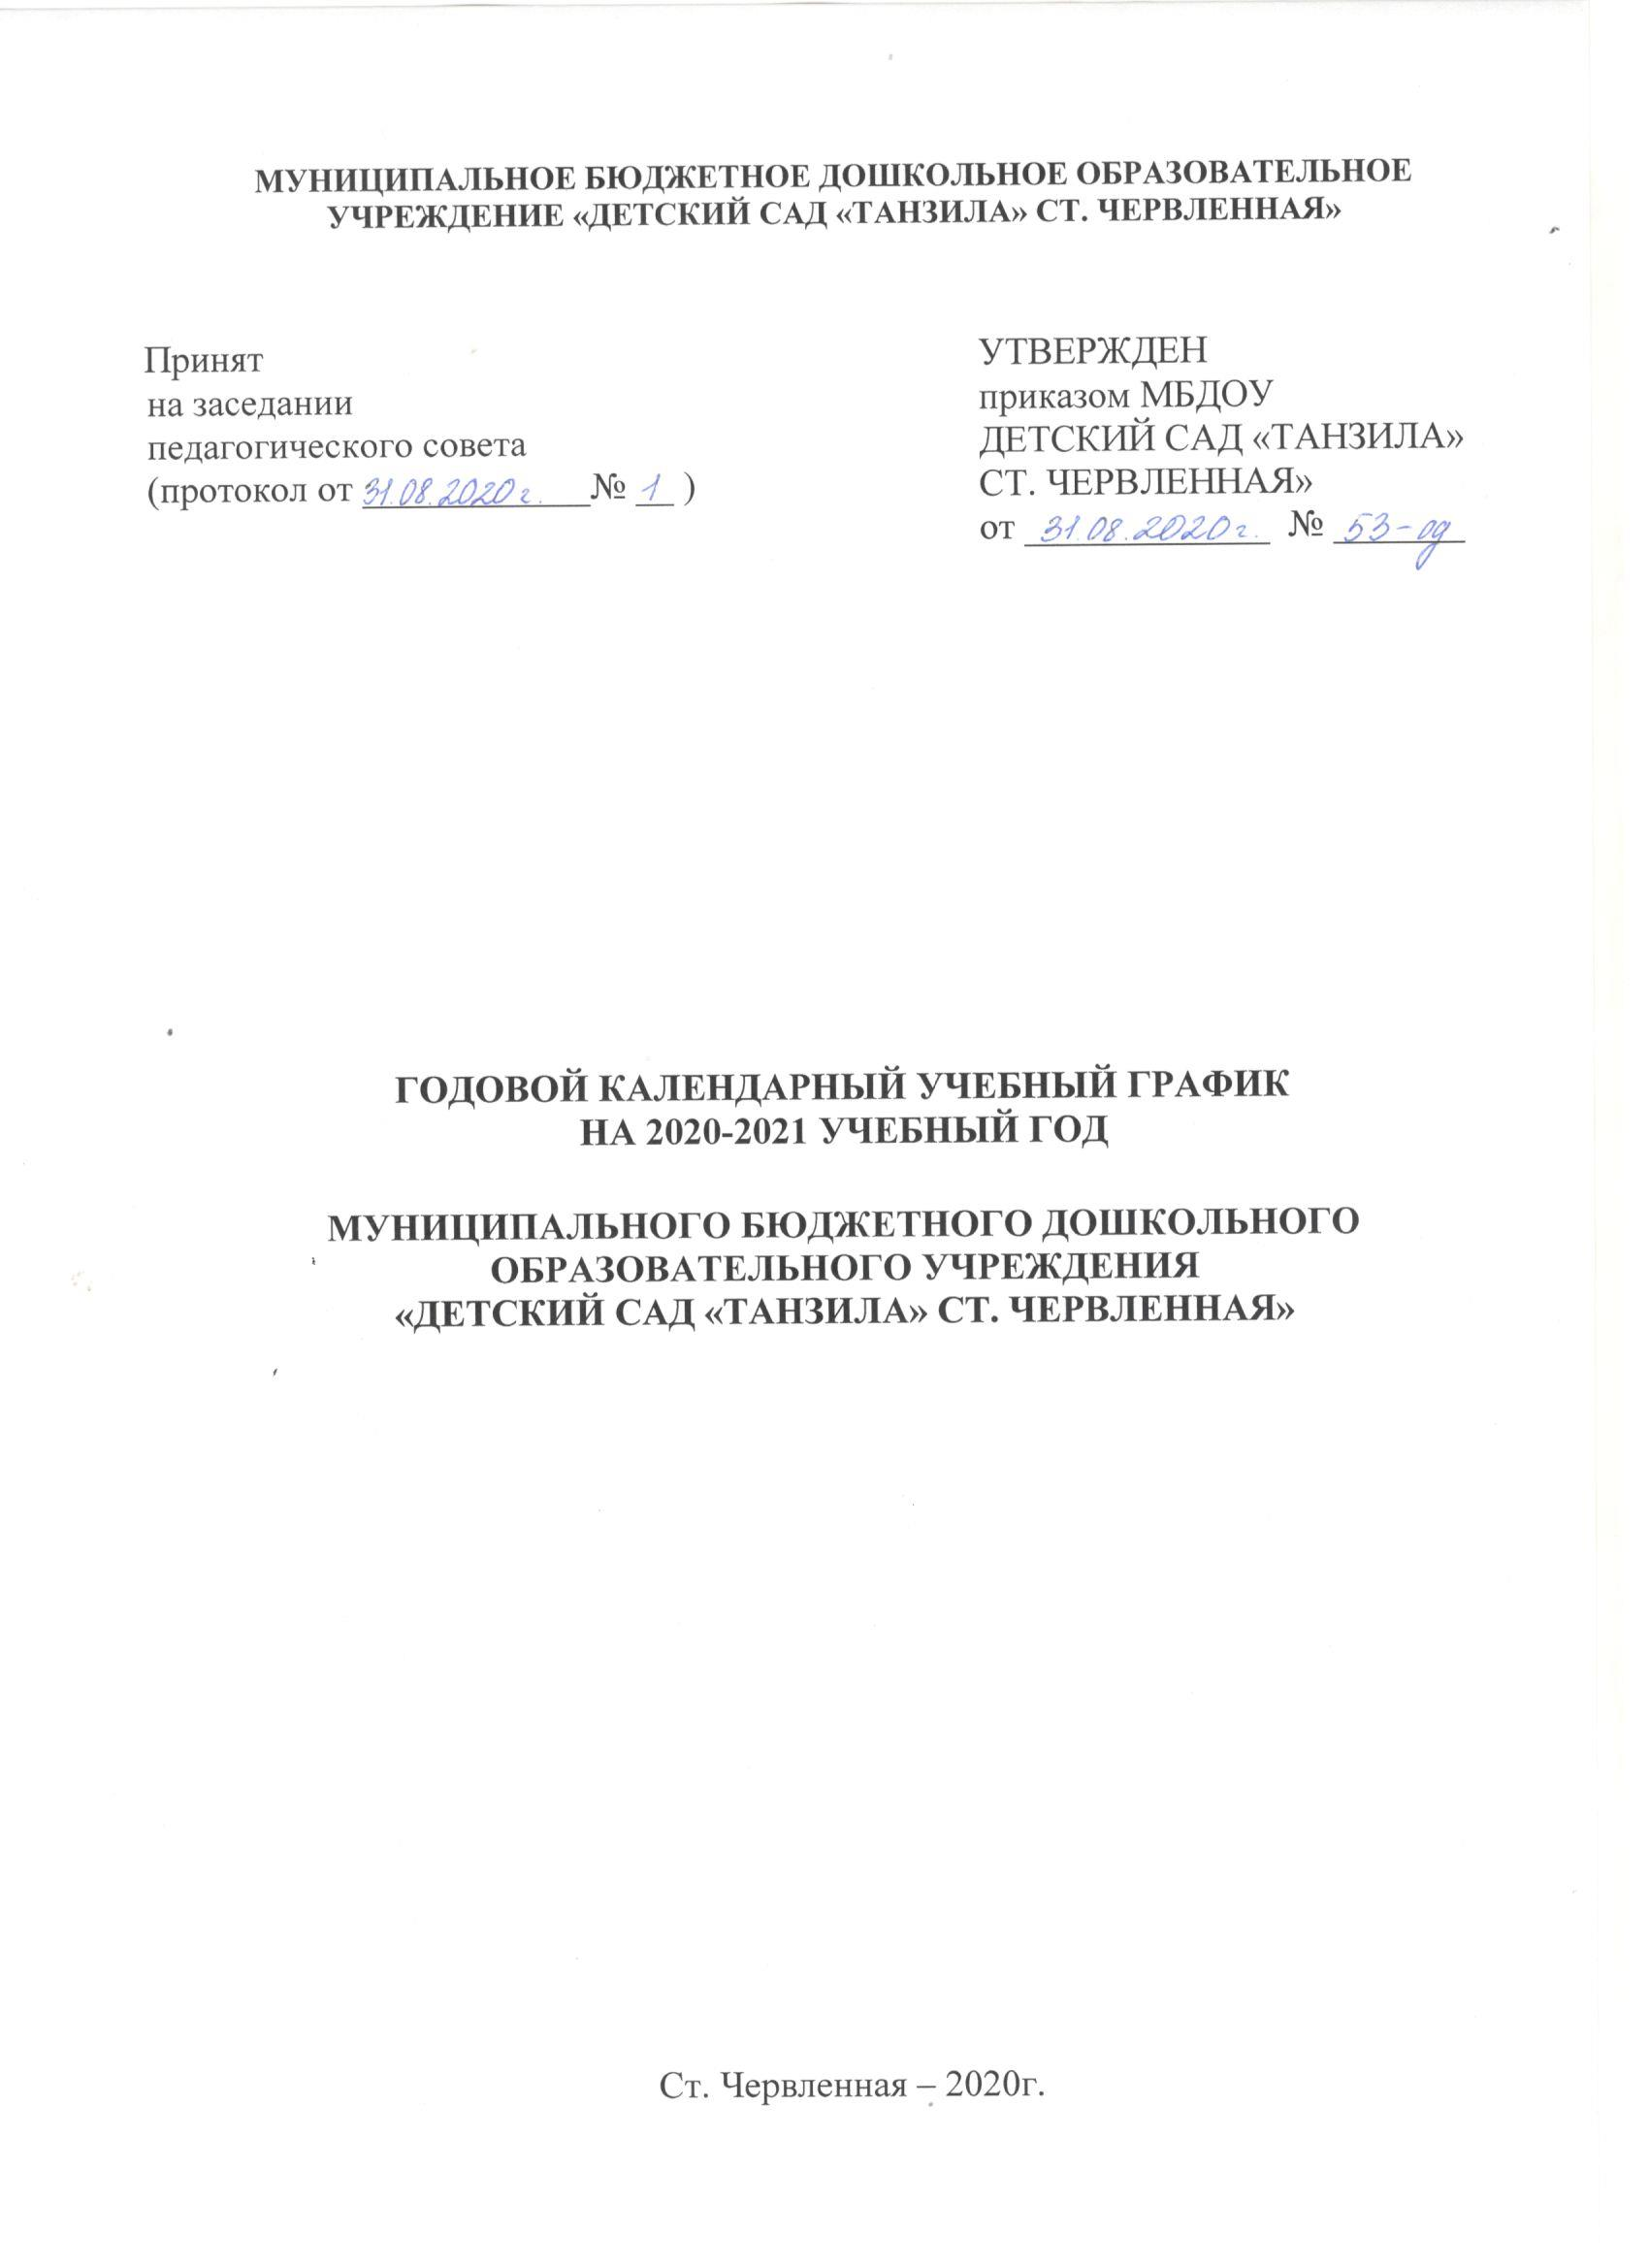 МУНИЦИПАЛЬНОЕ БЮДЖЕТНОЕ ДОШКОЛЬНОЕ ОБРАЗОВАТЕЛЬНОЕ
УЧРЕЖДЕНИЕ «ДЕТСКИЙ САД «ТАНЗИЛА» СТ. ЧЕРВЛЕННАЯ»
Принят
на заседании
педагогического совета
(протокол от 31.08.2020г. № 1 )
УТВЕРЖДЕН
приказом МБДОУ
ДЕТСКИЙ САД «ТАНЗИЛА»
СТ. ЧЕРВЛЕННАЯ»
от 31.08.2020г. № 53-од
ГОДОВОЙ КАЛЕНДАРНЫЙ УЧЕБНЫЙ ГРАФИК
НА 2020-2021 УЧЕБНЫЙ ГОД
МУНИЦИПАЛЬНОГО БЮДЖЕТНОГО ДОШКОЛЬНОГО
ОБРАЗОВАТЕЛЬНОГО УЧРЕЖДЕНИЯ
«ДЕТСКИЙ САД «ТАНЗИЛА» СТ. ЧЕРВЛЕННАЯ»
Ст. Червленная – 2020г.